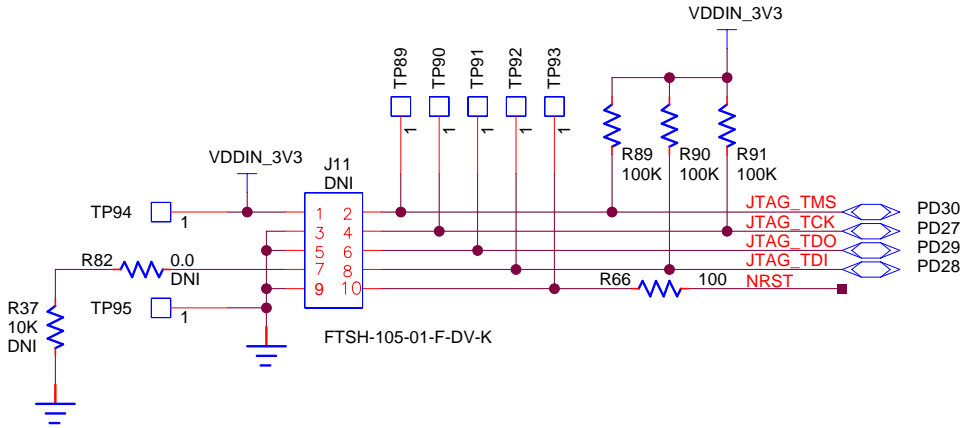 VDDIN_3V3
TP89
TP90
TP91
TP92
TP93
1
1
1
1
1
R89
100K
R90
100K
R91
100K
VDDIN_3V3
J11
DNI
TP94
1
1 2
3 4
5 6
7 8
9 10
JTAG_TMS
PD30
JTAG_TCK
PD27
JTAG_TDO
PD29
JTAG_TDI
PD28
R82
0.0
DNI
R66
100
NRST
R37
10K
DNI
TP95
1
FTSH-105-01-F-DV-K